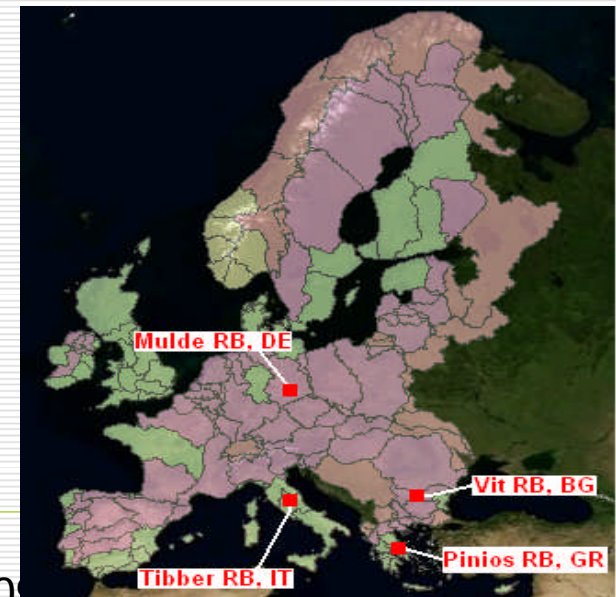 Mulde RB, DE
Vit RB, BG
Pinios RB, GR
Tibber RB, IT